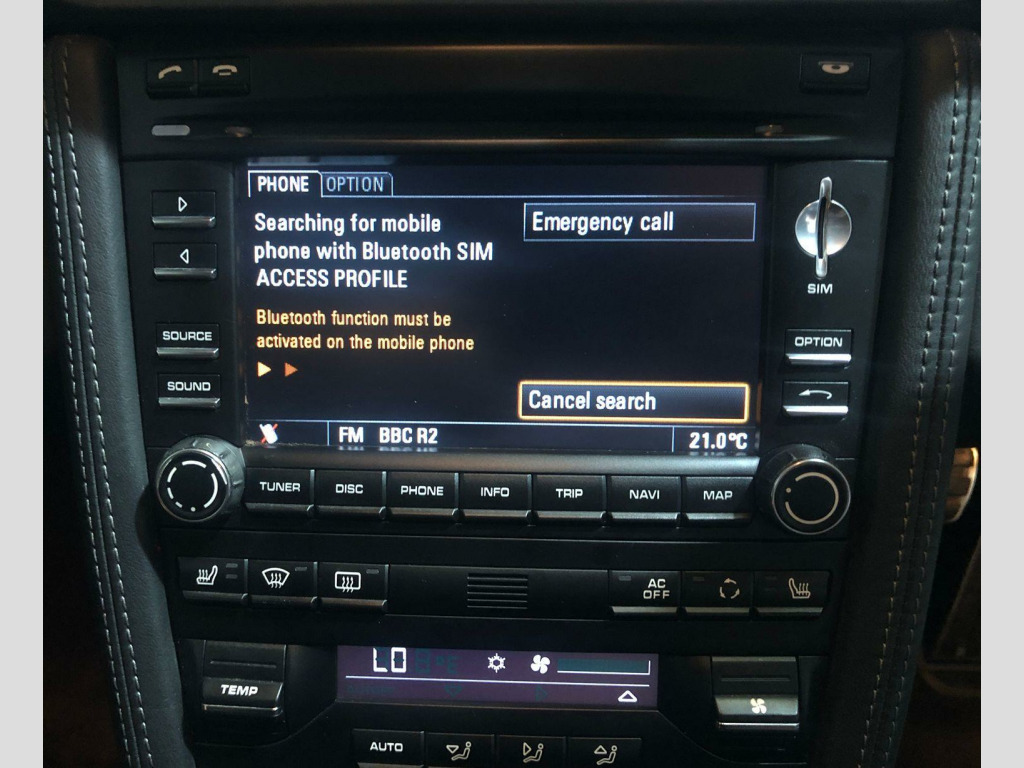 PHONE OPTION
Searching for mobile
phone with Bluetooth SIM
ACCESS PROFILE
Emergency call
Bluetooth function must be
activated on the mobile phone
Cancel search
FM BBC R2 21.0°C
SIM
SOURCE
SOUND
OPTION
TUNER DISC PHONE INFO TRIP NAVI MAP
AC
OFF
LO
TEMP
AUTO